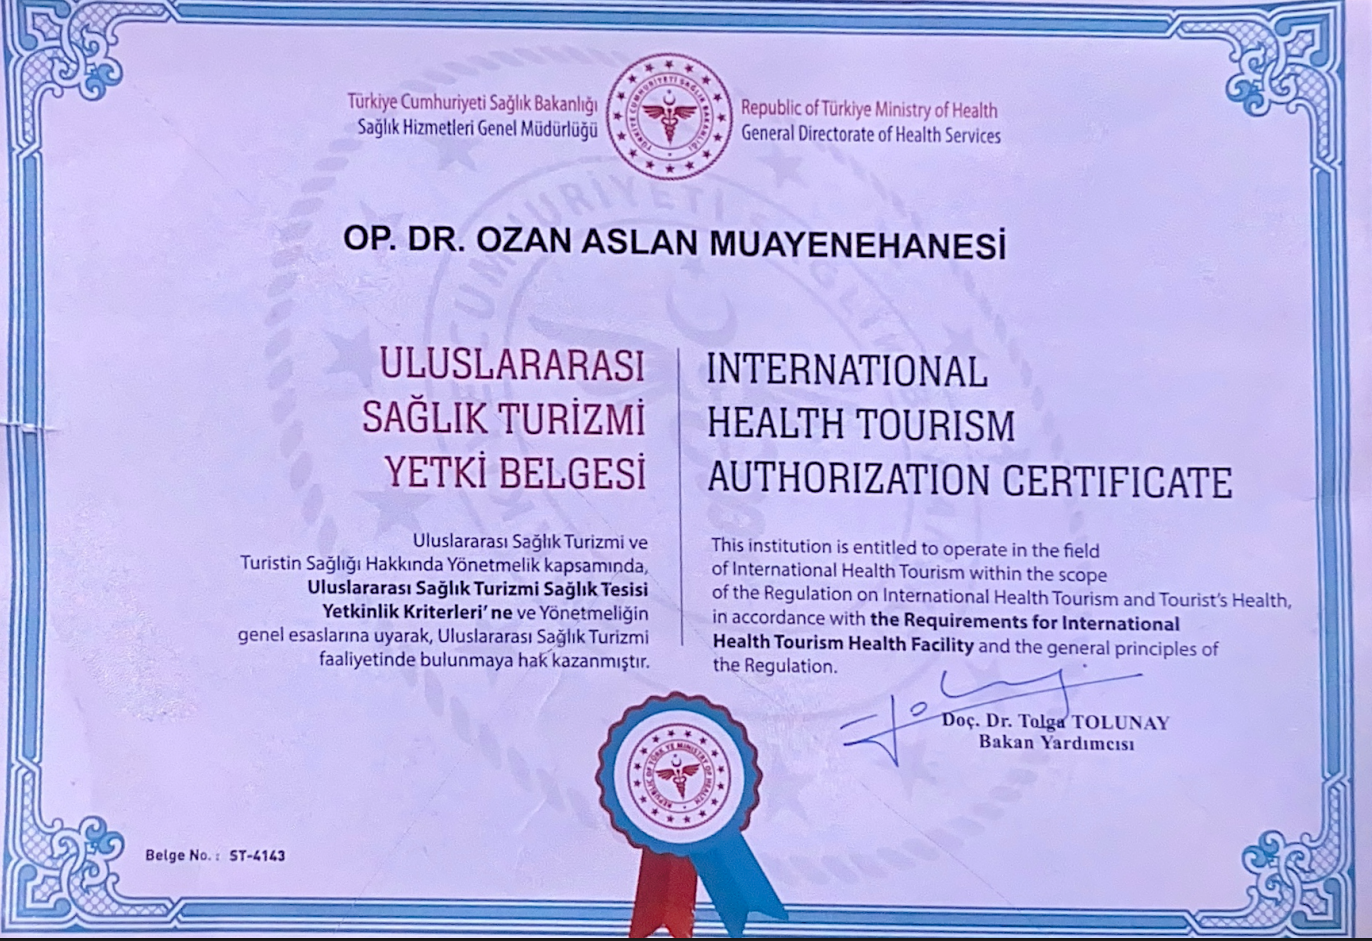 Türkiye Cumhuriyeti Sağlık Bakanlığı
Sağlık Hizmetleri Genel Müdürlüğü
Republic of Türkiye Ministry of Health
General Directorate of Health Services
OP. DR. OZAN ASLAN MUAYENEHANESİ
ULUSLARARASI
SAĞLIK TURİZMİ
YETKİ BELGESİ
INTERNATIONAL
HEALTH TOURISM
AUTHORIZATION CERTIFICATE
Uluslararası Sağlık Turizmi ve
Turistin Sağlığı Hakkında Yönetmelik kapsamında,
Uluslararası Sağlık Turizmi Sağlık Tesisi
Yetkinlik Kriterleri’ ne ve Yönetmeliğin
genel esaslarına uyarak, Uluslararası Sağlık Turizmi
faaliyetinde bulunmaya hak kazanmıştır.
This institution is entitled to operate in the field
of International Health Tourism within the scope
of the Regulation on International Health Tourism and Tourist’s Health,
in accordance with the Requirements for International
Health Tourism Health Facility and the general principles of
the Regulation.
Doç. Dr. Tolga TOLUNAY
Bakan Yardımcısı
Belge No. : ST-4143